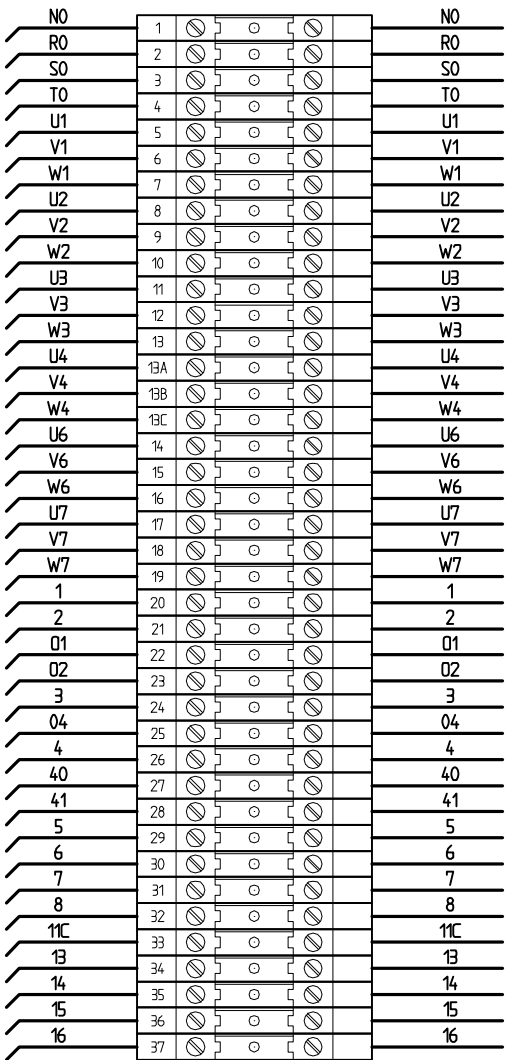 N0 1 N0
R0 2 R0
S0 3 S0
T0 4 T0
U1 5 U1
V1 6 V1
W1 7 W1
U2 8 U2
V2 9 V2
W2 10 W2
U3 11 U3
V3 12 V3
W3 13 W3
U4 13A U4
V4 13B V4
W4 13C W4
U6 14 U6
V6 15 V6
W6 16 W6
U7 17 U7
V7 18 V7
W7 19 W7
1 20 1
2 21 2
01 22 01
02 23 02
3 24 3
04 25 04
4 26 4
40 27 40
41 28 41
5 29 5
6 30 6
7 31 7
8 32 8
11C 33 11C
13 34 13
14 35 14
15 36 15
16 37 16